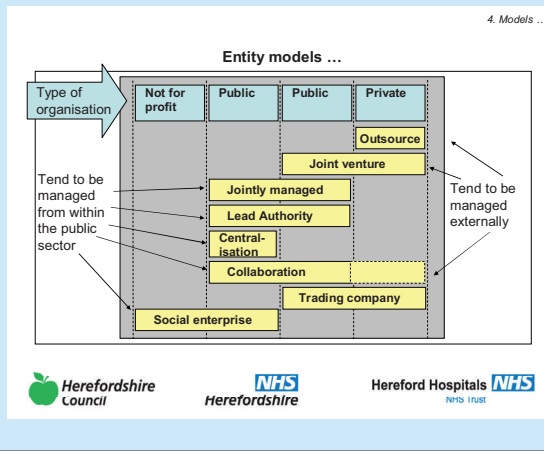 4. Models ...
Entity models …
Type of
organisation
Not for
profit
Public
Public
Private
Outsource
Joint venture
Jointly managed
Lead Authority
Central-
isation
Collaboration
Trading company
Social enterprise
Tend to be
managed
from within
the public
sector
Tend to be
managed
externally
Herefordshire
Council
NHS
Herefordshire
Hereford Hospitals NHS
NHS Trust